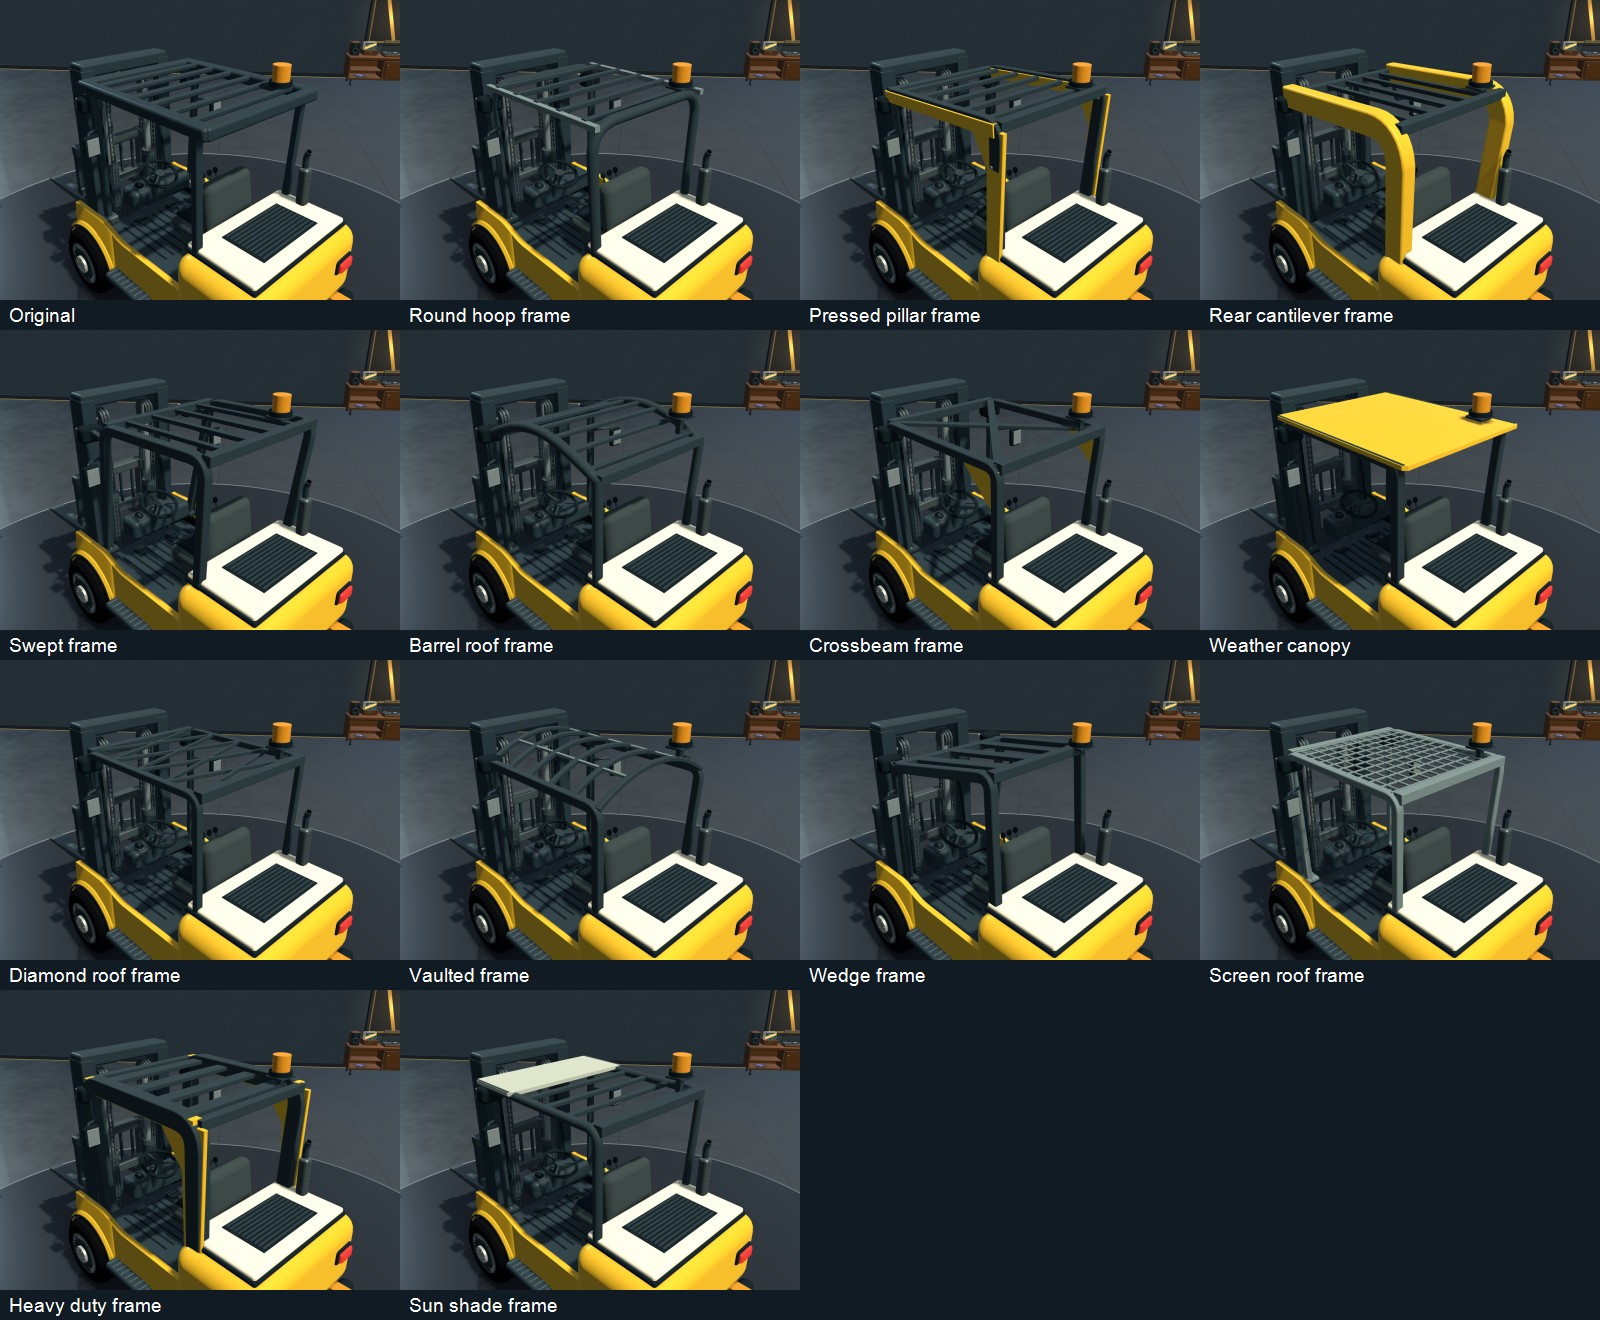 Original
Round hoop frame
Pressed pillar frame
Rear cantilever frame
Swept frame
Barrel roof frame
Crossbeam frame
Weather canopy
Diamond roof frame
Vaulted frame
Wedge frame
Screen roof frame
Heavy duty frame
Sun shade frame